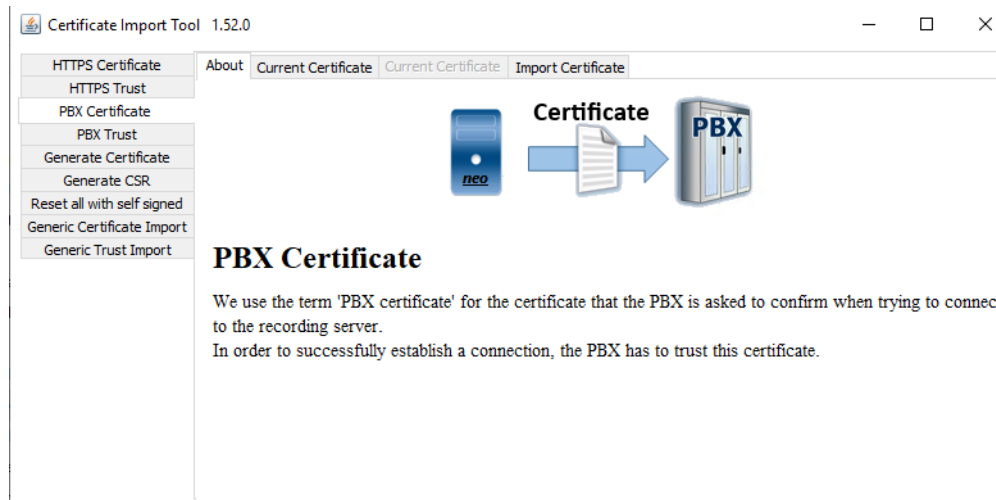 Certificate Import Tool 1.52.0
HTTPS Certificate
HTTPS Trust
PBX Certificate
PBX Trust
Generate Certificate
Generate CSR
Reset all with self signed
Generic Certificate Import
Generic Trust Import
About Current Certificate Current Certificate Import Certificate
Certificate
neo
PBX
PBX Certificate
We use the term 'PBX certificate' for the certificate that the PBX is asked to confirm when trying to connec
to the recording server.
In order to successfully establish a connection, the PBX has to trust this certificate.